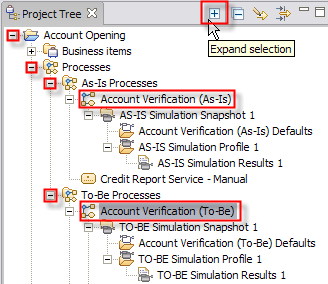 Project Tree
Expand selection
Account Opening
Business items
Processes
As-Is Processes
Account Verification (As-Is)
AS-IS Simulation Snapshot 1
Account Verification (As-Is) Defaults
AS-IS Simulation Profile 1
AS-IS Simulation Results 1
Credit Report Service - Manual
To-Be Processes
Account Verification (To-Be)
TO-BE Simulation Snapshot 1
Account Verification (To-Be) Defaults
TO-BE Simulation Profile 1
TO-BE Simulation Results 1